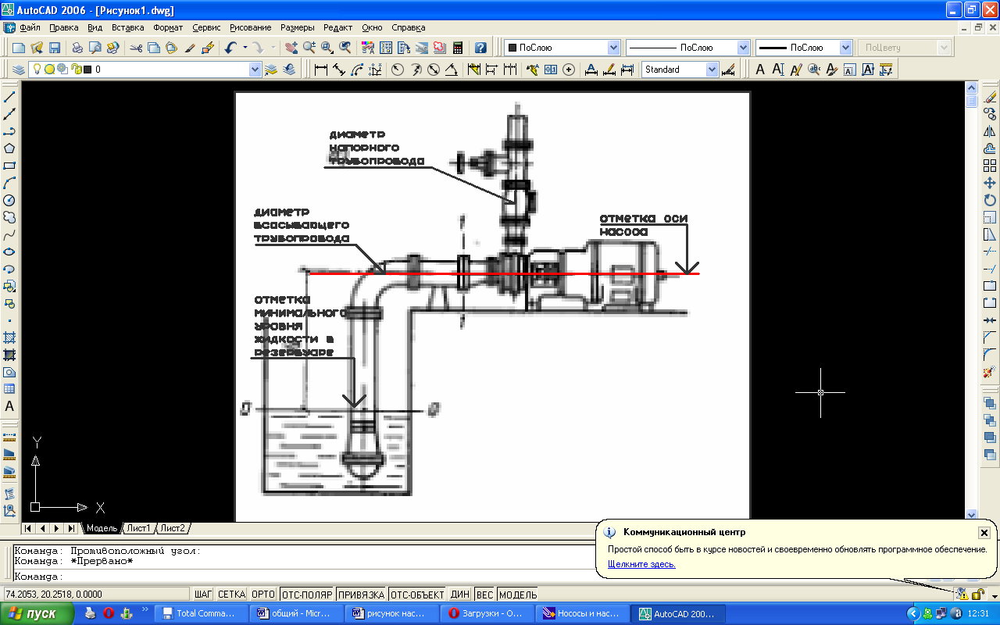 AutoCAD 2006 - [Рисунок1.dwg]
Файл Правка Вид Вставка Формат Сервис Рисование Размеры Редакт Окно Справка
ПоСлою ПоСлою ПоСлою ПоЦвету
0 Standard
диаметр
напорного
трубопровода
диаметр
всасывающего
трубопровода
отметка оси
насоса
отметка
минимального
уровня
жидкости в
резервуаре
0 0
Y
X
Модель Лист1 Лист2
Коммуникационный центр
Простой способ быть в курсе новостей и своевременно обновлять программное обеспечение.
Щелкните здесь.
Команда: Противоположный угол:
Команда: *Прервано*
Команда:
74.2053, 20.2518, 0.0000 ШАГ СЕТКА ОРТО ОТС-ПОЛЯР ПРИВЯЗКА ОТС-ОБЪЕКТ ДИН ВЕС МОДЕЛЬ
пуск Total Comma... общий - Micr... рисунок нас... Загрузки - O... Нососы и нас... AutoCAD 200... 12:31